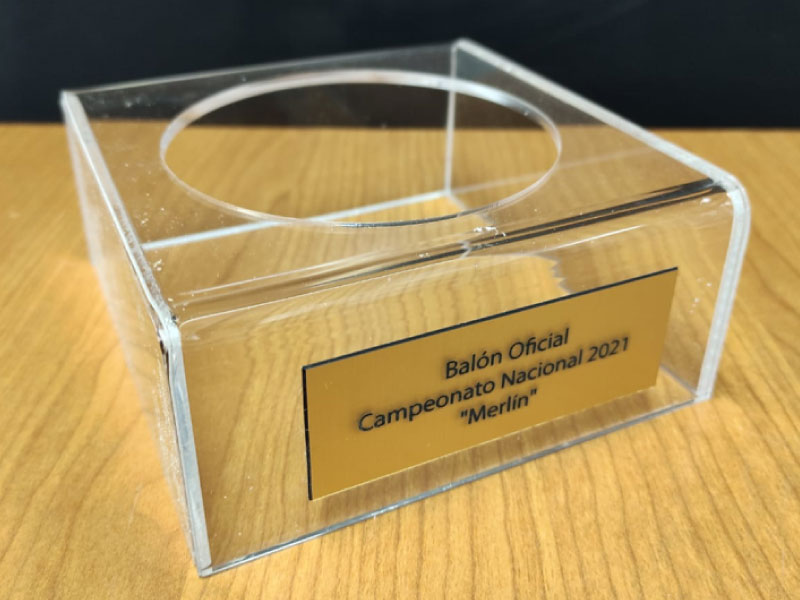 Balón Oficial
Campeonato Nacional 2021
"Merlín"